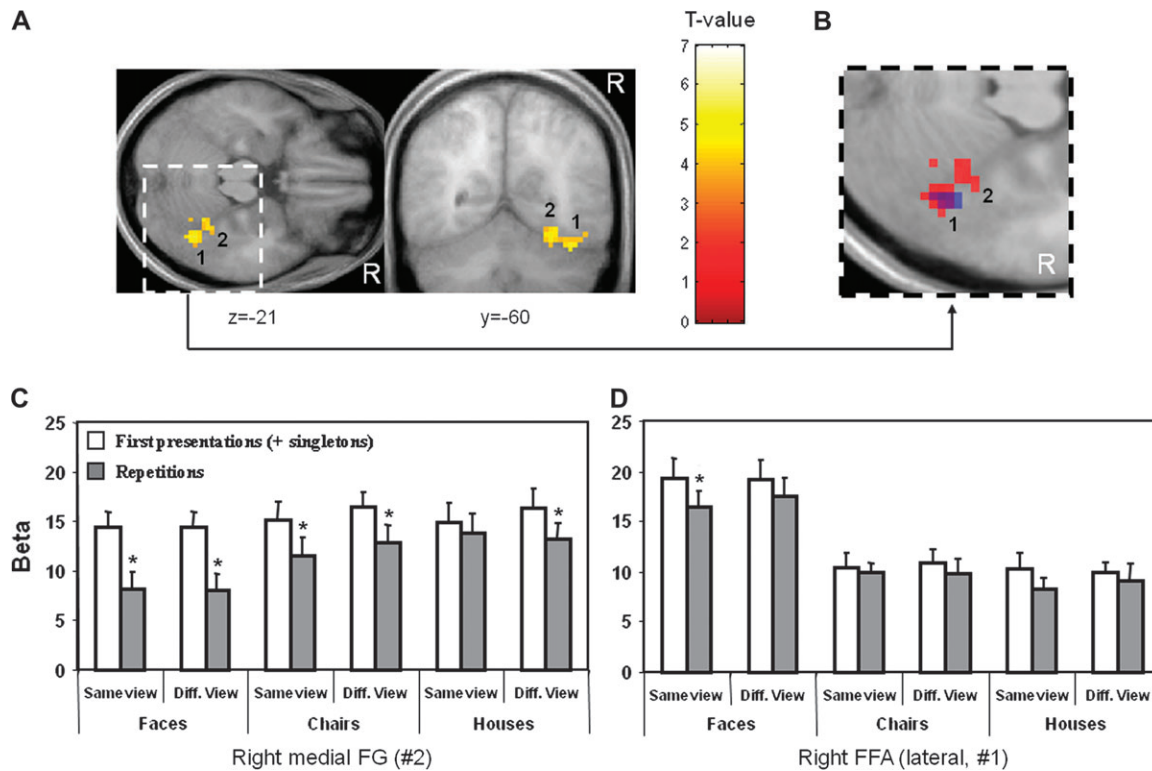 A
T-value
B
R
R
2
1
2
1
7
6
5
4
3
2
1
0
2
1
R
z=-21
y=-60
C
25
20
15
10
5
0
Beta
First presentations (+ singletons)
Repetitions
*
*
*
*
*
Same view
Diff. View
Same view
Diff. View
Same view
Diff. View
Faces
Chairs
Houses
Right medial FG (#2)
D
25
20
15
10
5
0
*
Same view
Diff. View
Same view
Diff. View
Same view
Diff. View
Faces
Chairs
Houses
Right FFA (lateral, #1)